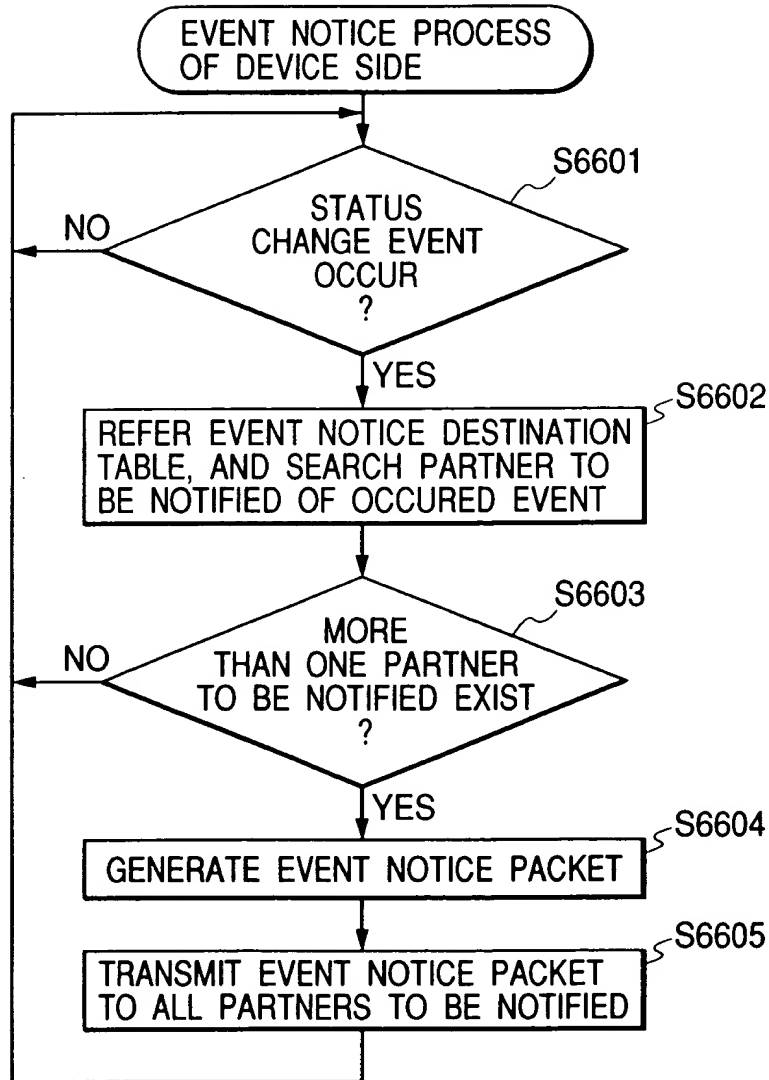 EVENT NOTICE PROCESS
OF DEVICE SIDE
S6601
STATUS
CHANGE EVENT
OCCUR
?
NO
YES
S6602
REFER EVENT NOTICE DESTINATION
TABLE, AND SEARCH PARTNER TO
BE NOTIFIED OF OCCURED EVENT
S6603
MORE
THAN ONE PARTNER
TO BE NOTIFIED EXIST
?
NO
YES
S6604
GENERATE EVENT NOTICE PACKET
S6605
TRANSMIT EVENT NOTICE PACKET
TO ALL PARTNERS TO BE NOTIFIED